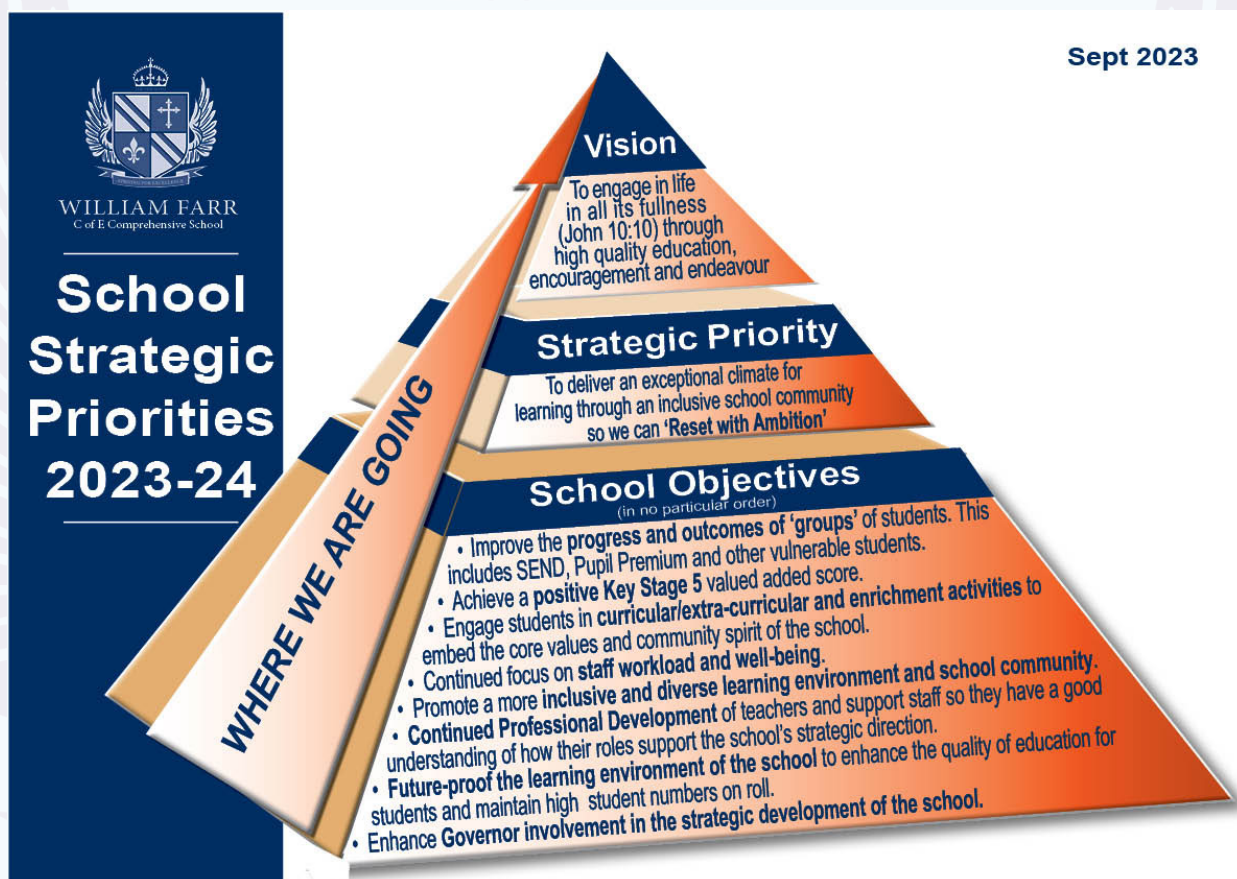 Sept 2023
WILLIAM FARR
C of E Comprehensive School
School
Strategic
Priorities
2023-24
WHERE WE ARE GOING
Vision
To engage in life
in all its fullness
(John 10:10) through
high quality education,
encouragement and endeavour
Strategic Priority
To deliver an exceptional climate for
learning through an inclusive school community
so we can ‘Reset with Ambition’
School Objectives
(in no particular order)
• Improve the progress and outcomes of ‘groups’ of students. This
includes SEND, Pupil Premium and other vulnerable students.
• Achieve a positive Key Stage 5 valued added score.
• Engage students in curricular/extra-curricular and enrichment activities to
embed the core values and community spirit of the school.
• Continued focus on staff workload and well-being.
• Promote a more inclusive and diverse learning environment and school community.
• Continued Professional Development of teachers and support staff so they have a good
understanding of how their roles support the school’s strategic direction.
• Future-proof the learning environment of the school to enhance the quality of education for
students and maintain high student numbers on roll.
• Enhance Governor involvement in the strategic development of the school.